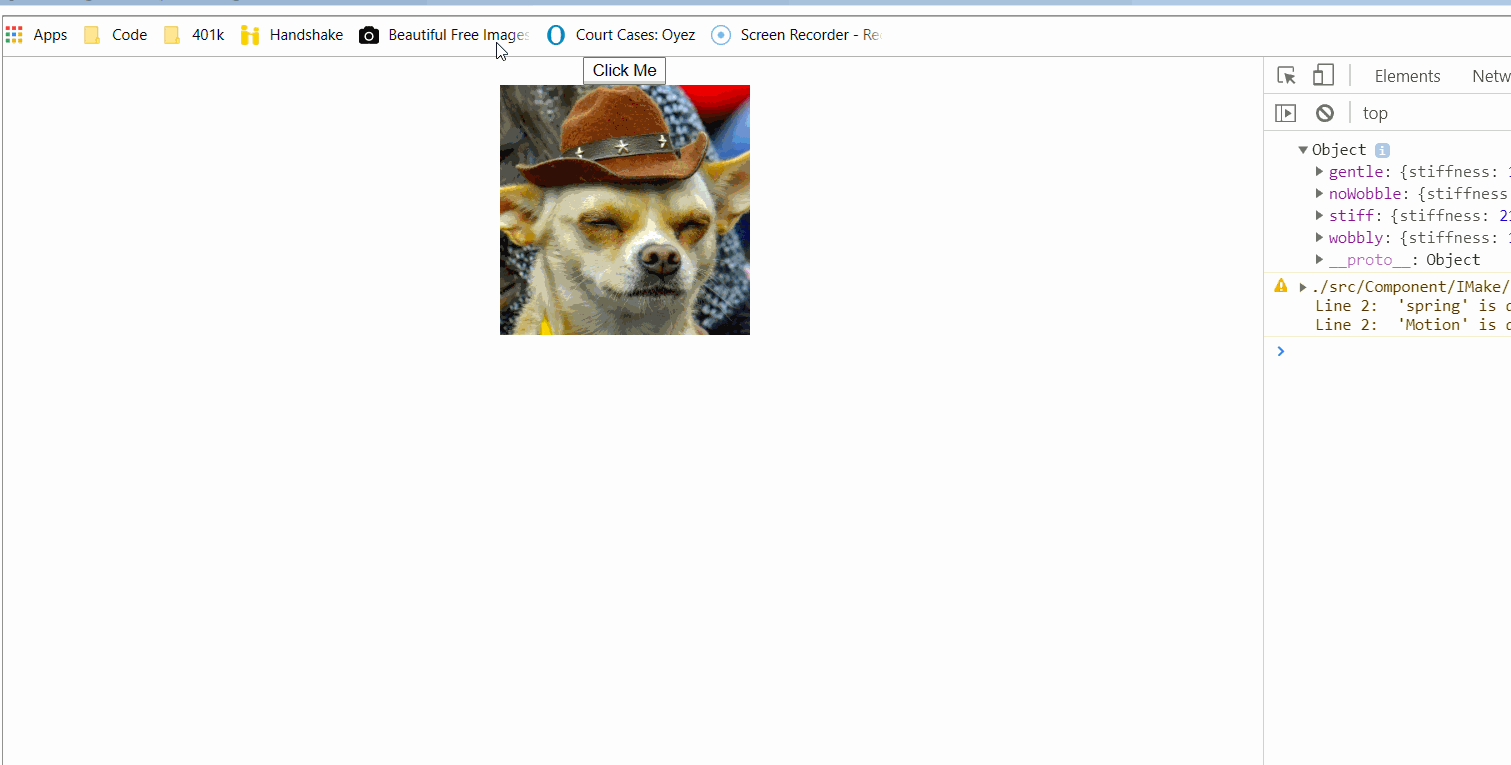 Apps Code 401k Handshake Beautiful Free Images Court Cases: Oyez Screen Recorder - Re
Click Me
Elements Netw
top
Object i
gentle: {stiffness: 1
noWobble: {stiffness
stiff: {stiffness: 21
wobbly: {stiffness: 1
__proto__: Object
./src/Component/IMake/
Line 2: 'spring' is d
Line 2: 'Motion' is d